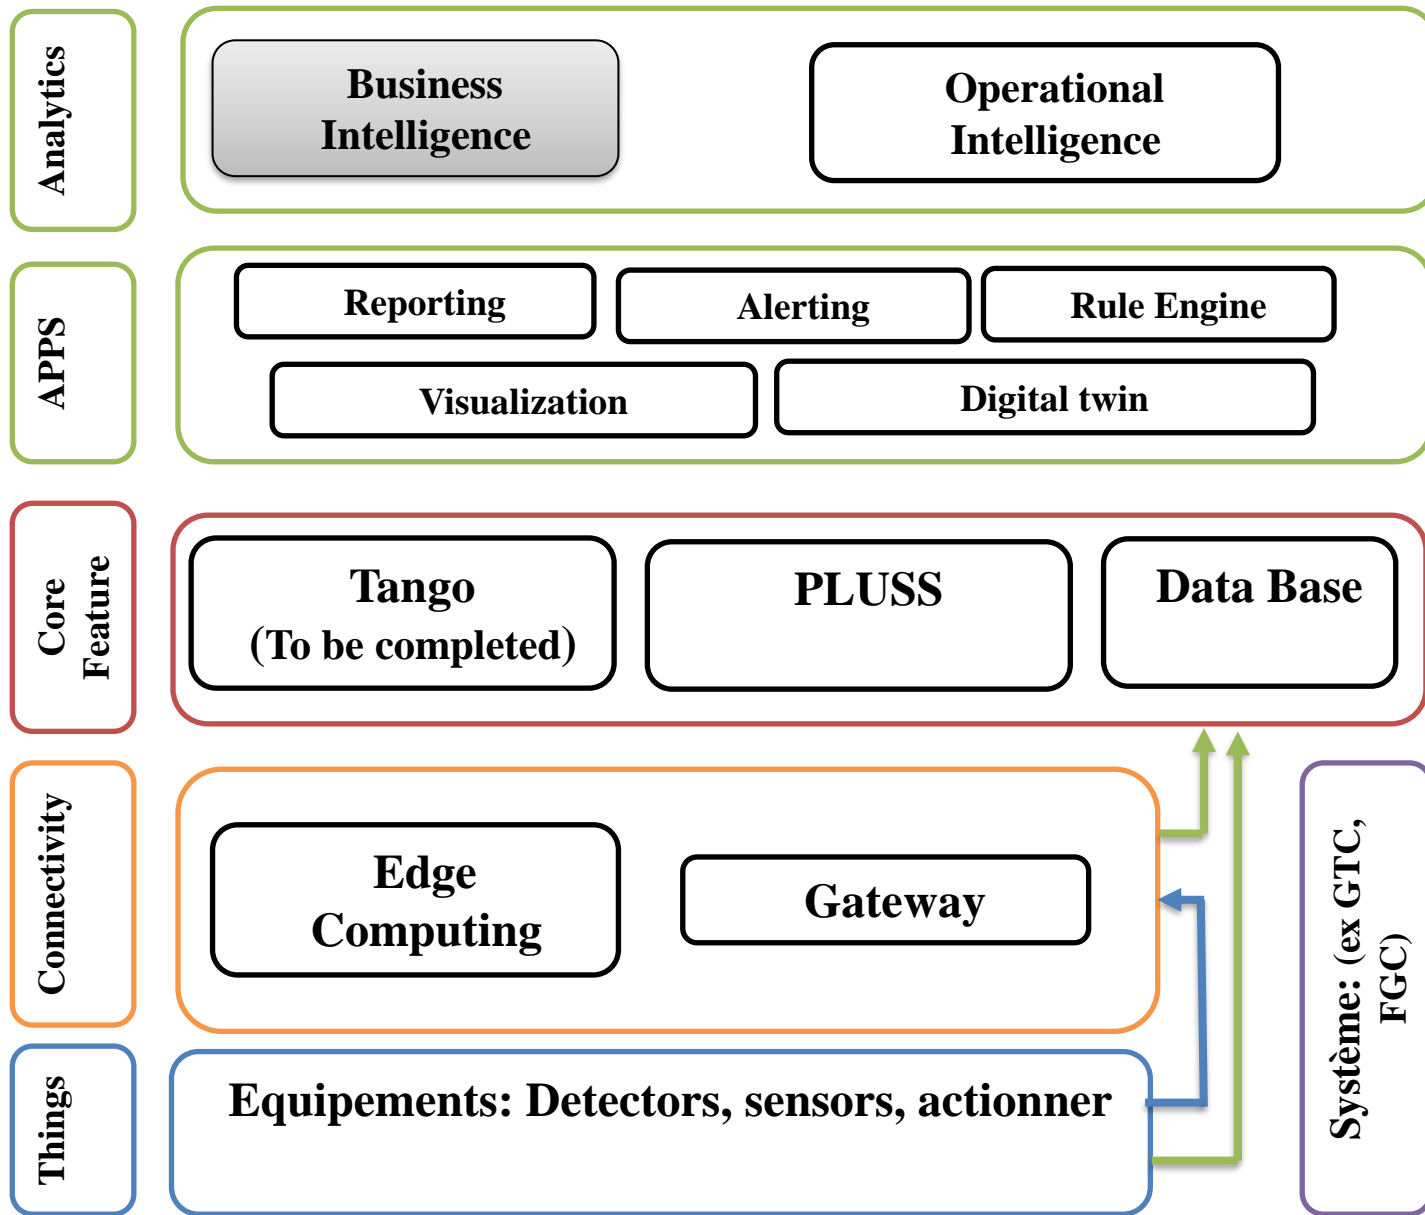 Analytics
Business
Intelligence
Operational
Intelligence
APPS
Reporting
Alerting
Rule Engine
Visualization
Digital twin
Core
Feature
Tango
(To be completed)
PLUSS
Data Base
Connectivity
Edge
Computing
Gateway
Système: (ex GTC,
FGC)
Things
Equipements: Detectors, sensors, actionner